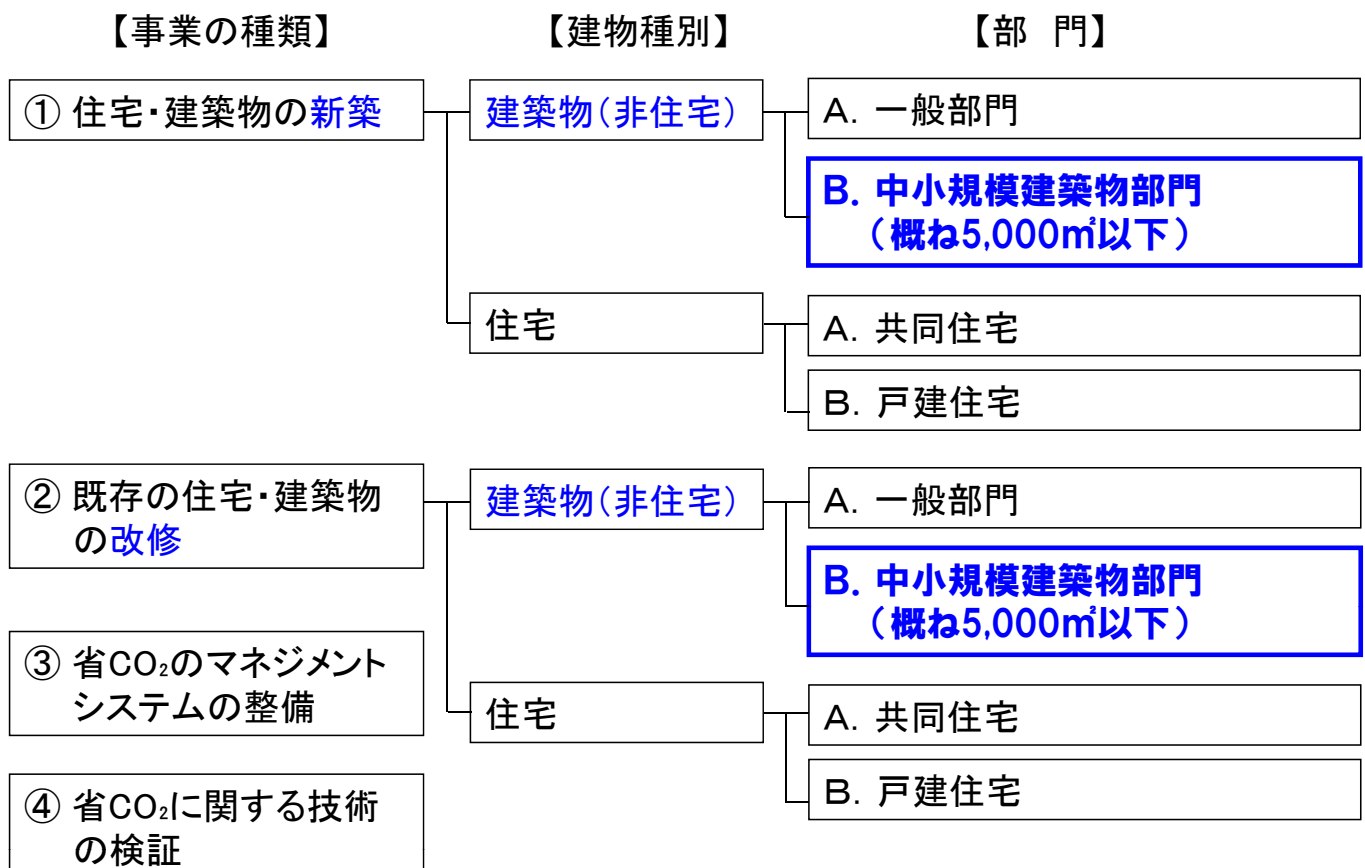 【事業の種類】
【建物種別】
【部　門】
① 住宅・建築物の新築
建築物（非住宅）
A．一般部門
B．中小規模建築物部門
（概ね5,000㎡以下）
住宅
A．共同住宅
B．戸建住宅
② 既存の住宅・建築物
の改修
建築物（非住宅）
A．一般部門
B．中小規模建築物部門
（概ね5,000㎡以下）
住宅
A．共同住宅
B．戸建住宅
③ 省CO₂のマネジメント
システムの整備
④ 省CO₂に関する技術
の検証